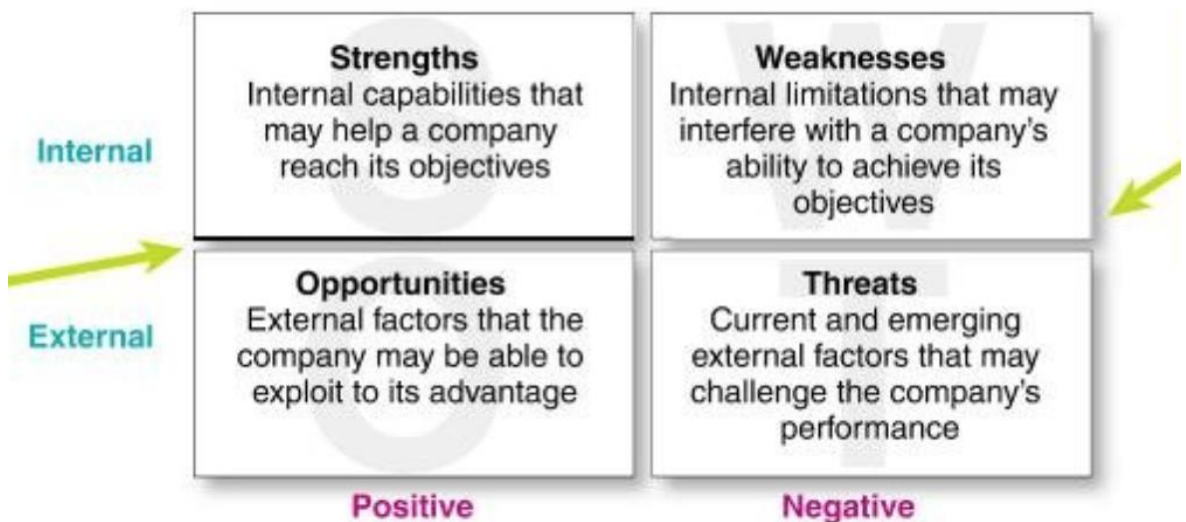 Strengths
Internal capabilities that
may help a company
reach its objectives
Weaknesses
Internal limitations that may
interfere with a company's
ability to achieve its
objectives
Internal
Opportunities
External factors that the
company may be able to
exploit to its advantage
Threats
Current and emerging
external factors that may
challenge the company's
performance
External
Positive
Negative
S
W
O
T